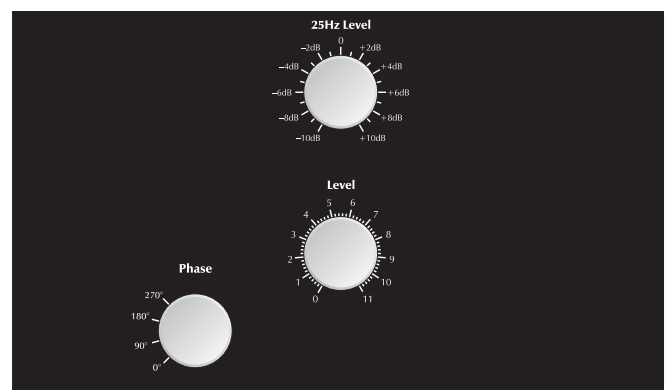 25Hz Level
0
–2dB +2dB
–4dB +4dB
–6dB +6dB
–8dB +8dB
–10dB +10dB
Level
5 6
4 7
3 8
2 9
1 10
0 11
Phase
270°
180°
90°
0°